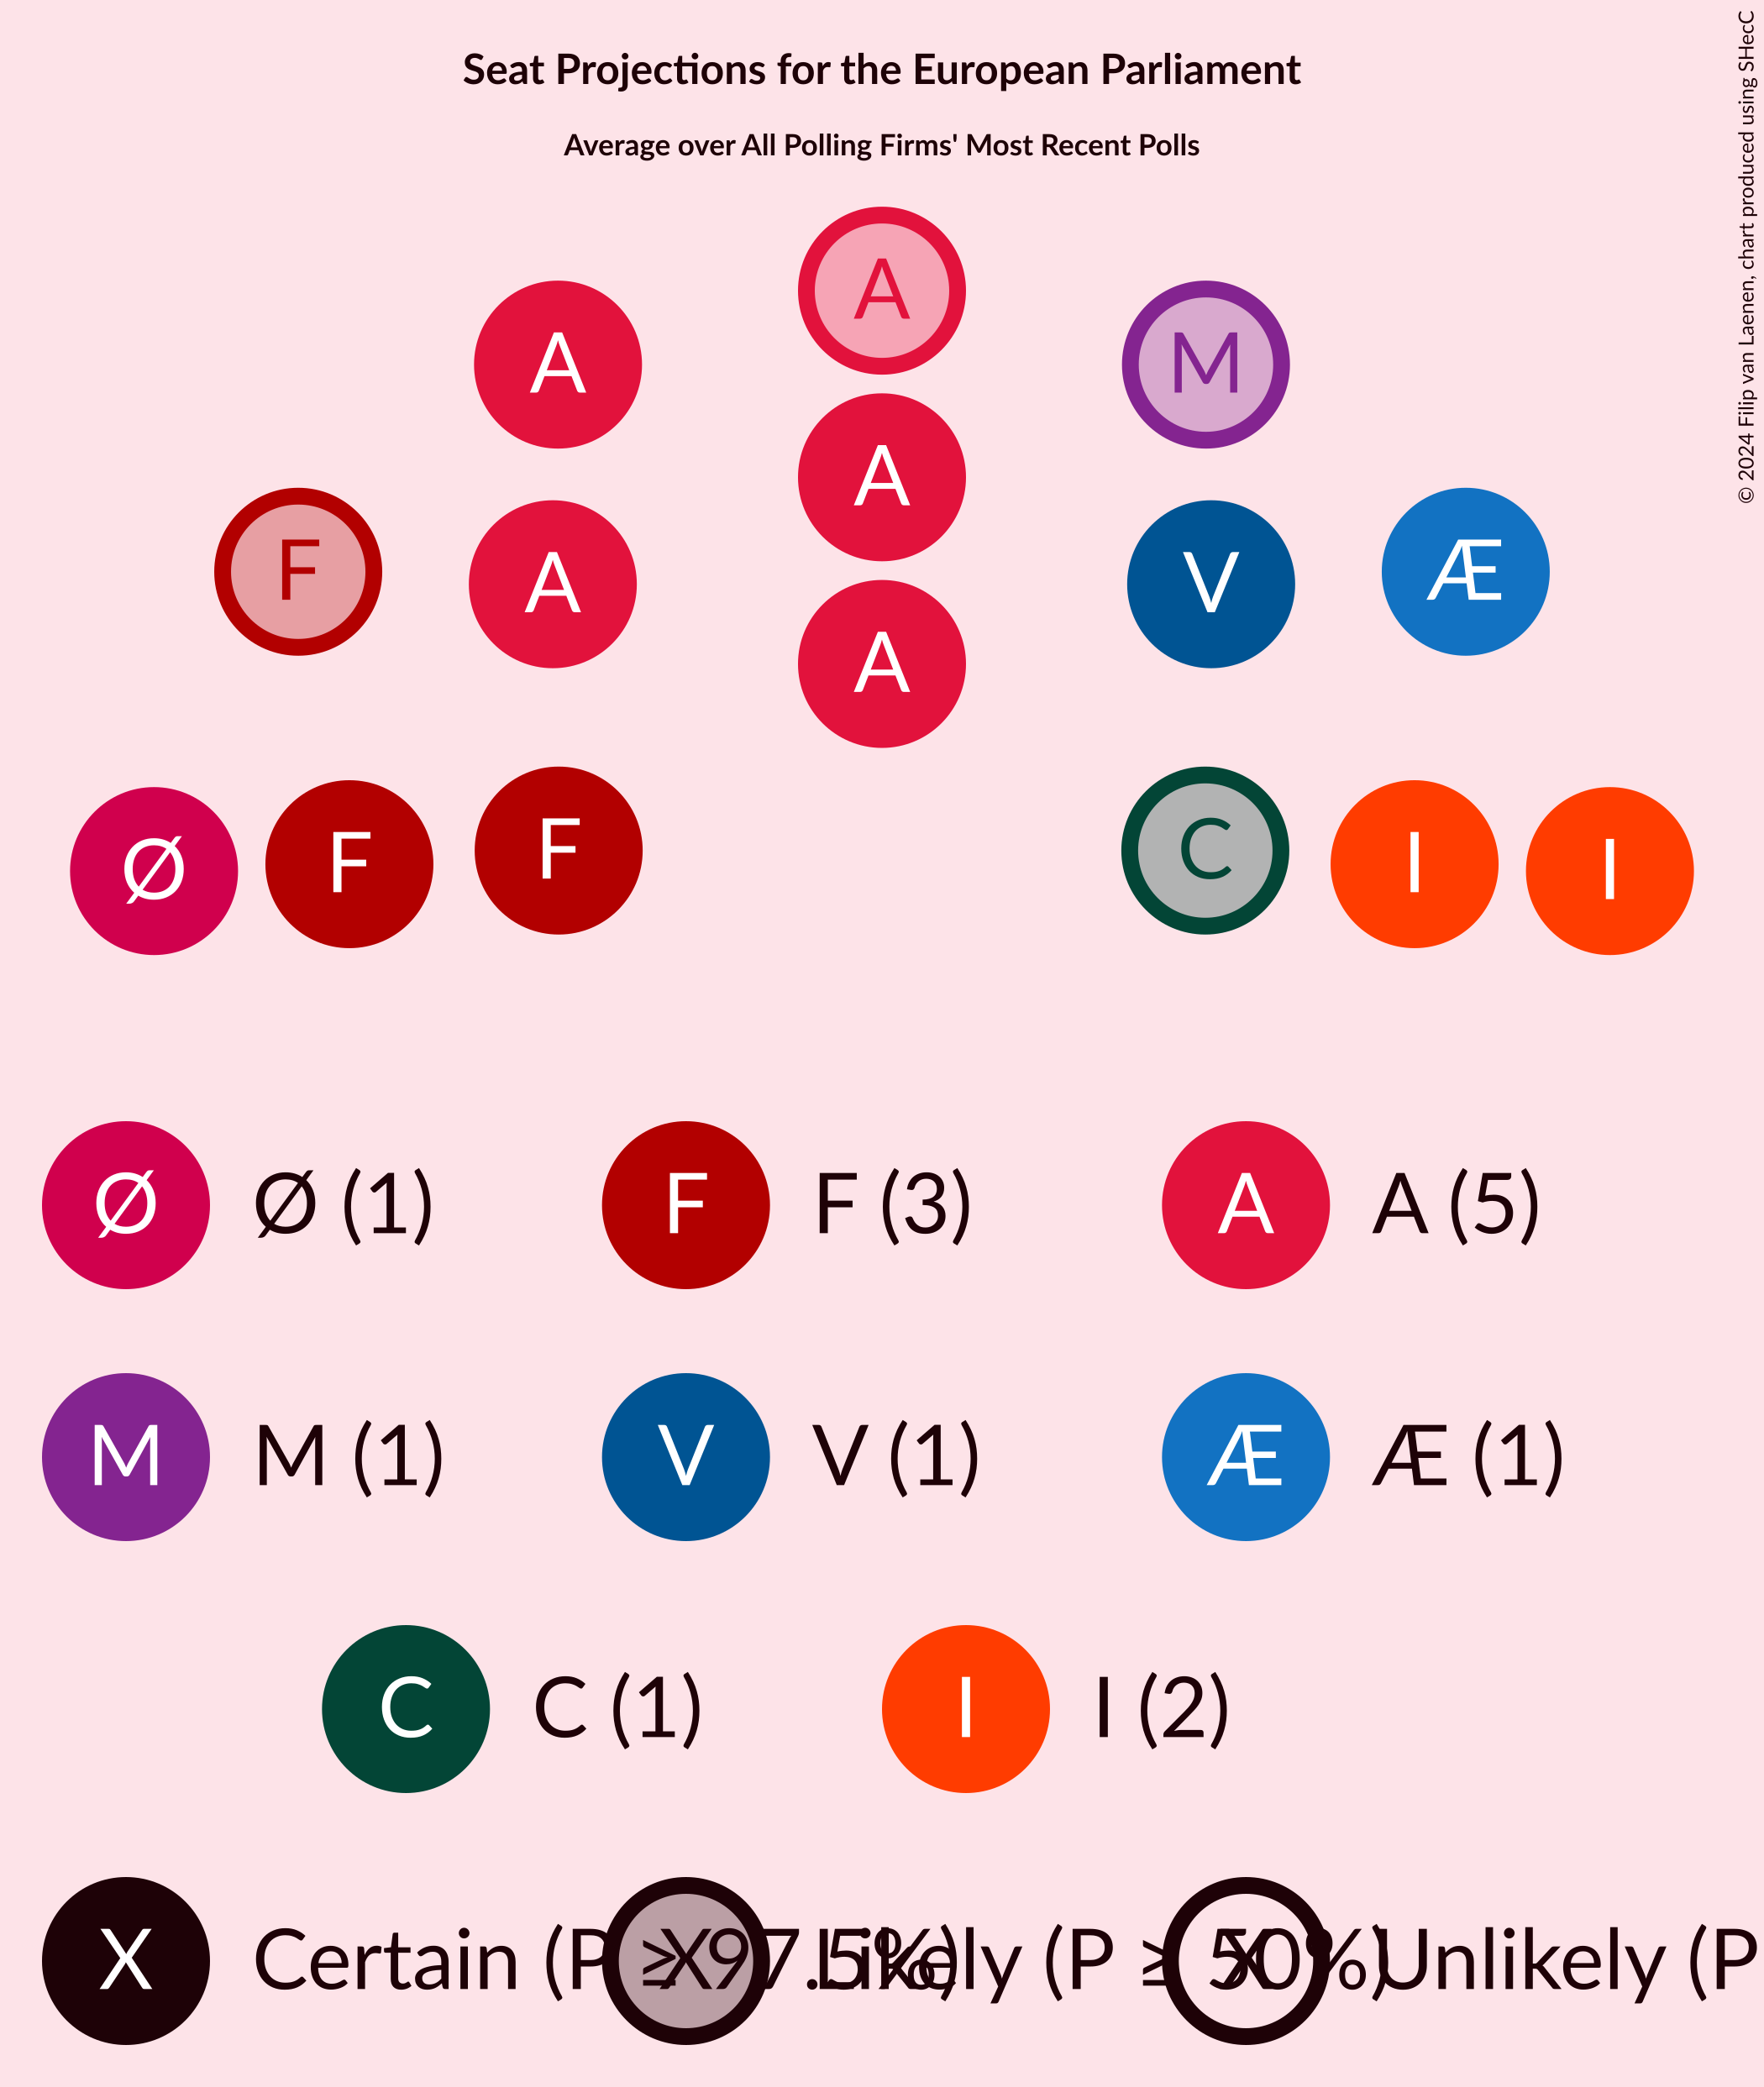 Seat Projections for the European Parliament
Average over All Polling Firms' Most Recent Polls
© 2024 Filip van Laenen, chart produced using SHecC
A
A M
A
F A V Æ
A
Ø F F C I I
Ø Ø (1) F F (3) A A (5)
M M (1) V V (1) Æ Æ (1)
C C (1) I I (2)
X Certain (P ≥ 97.5%) X Likely (P ≥ 50%) X Unlikely (P